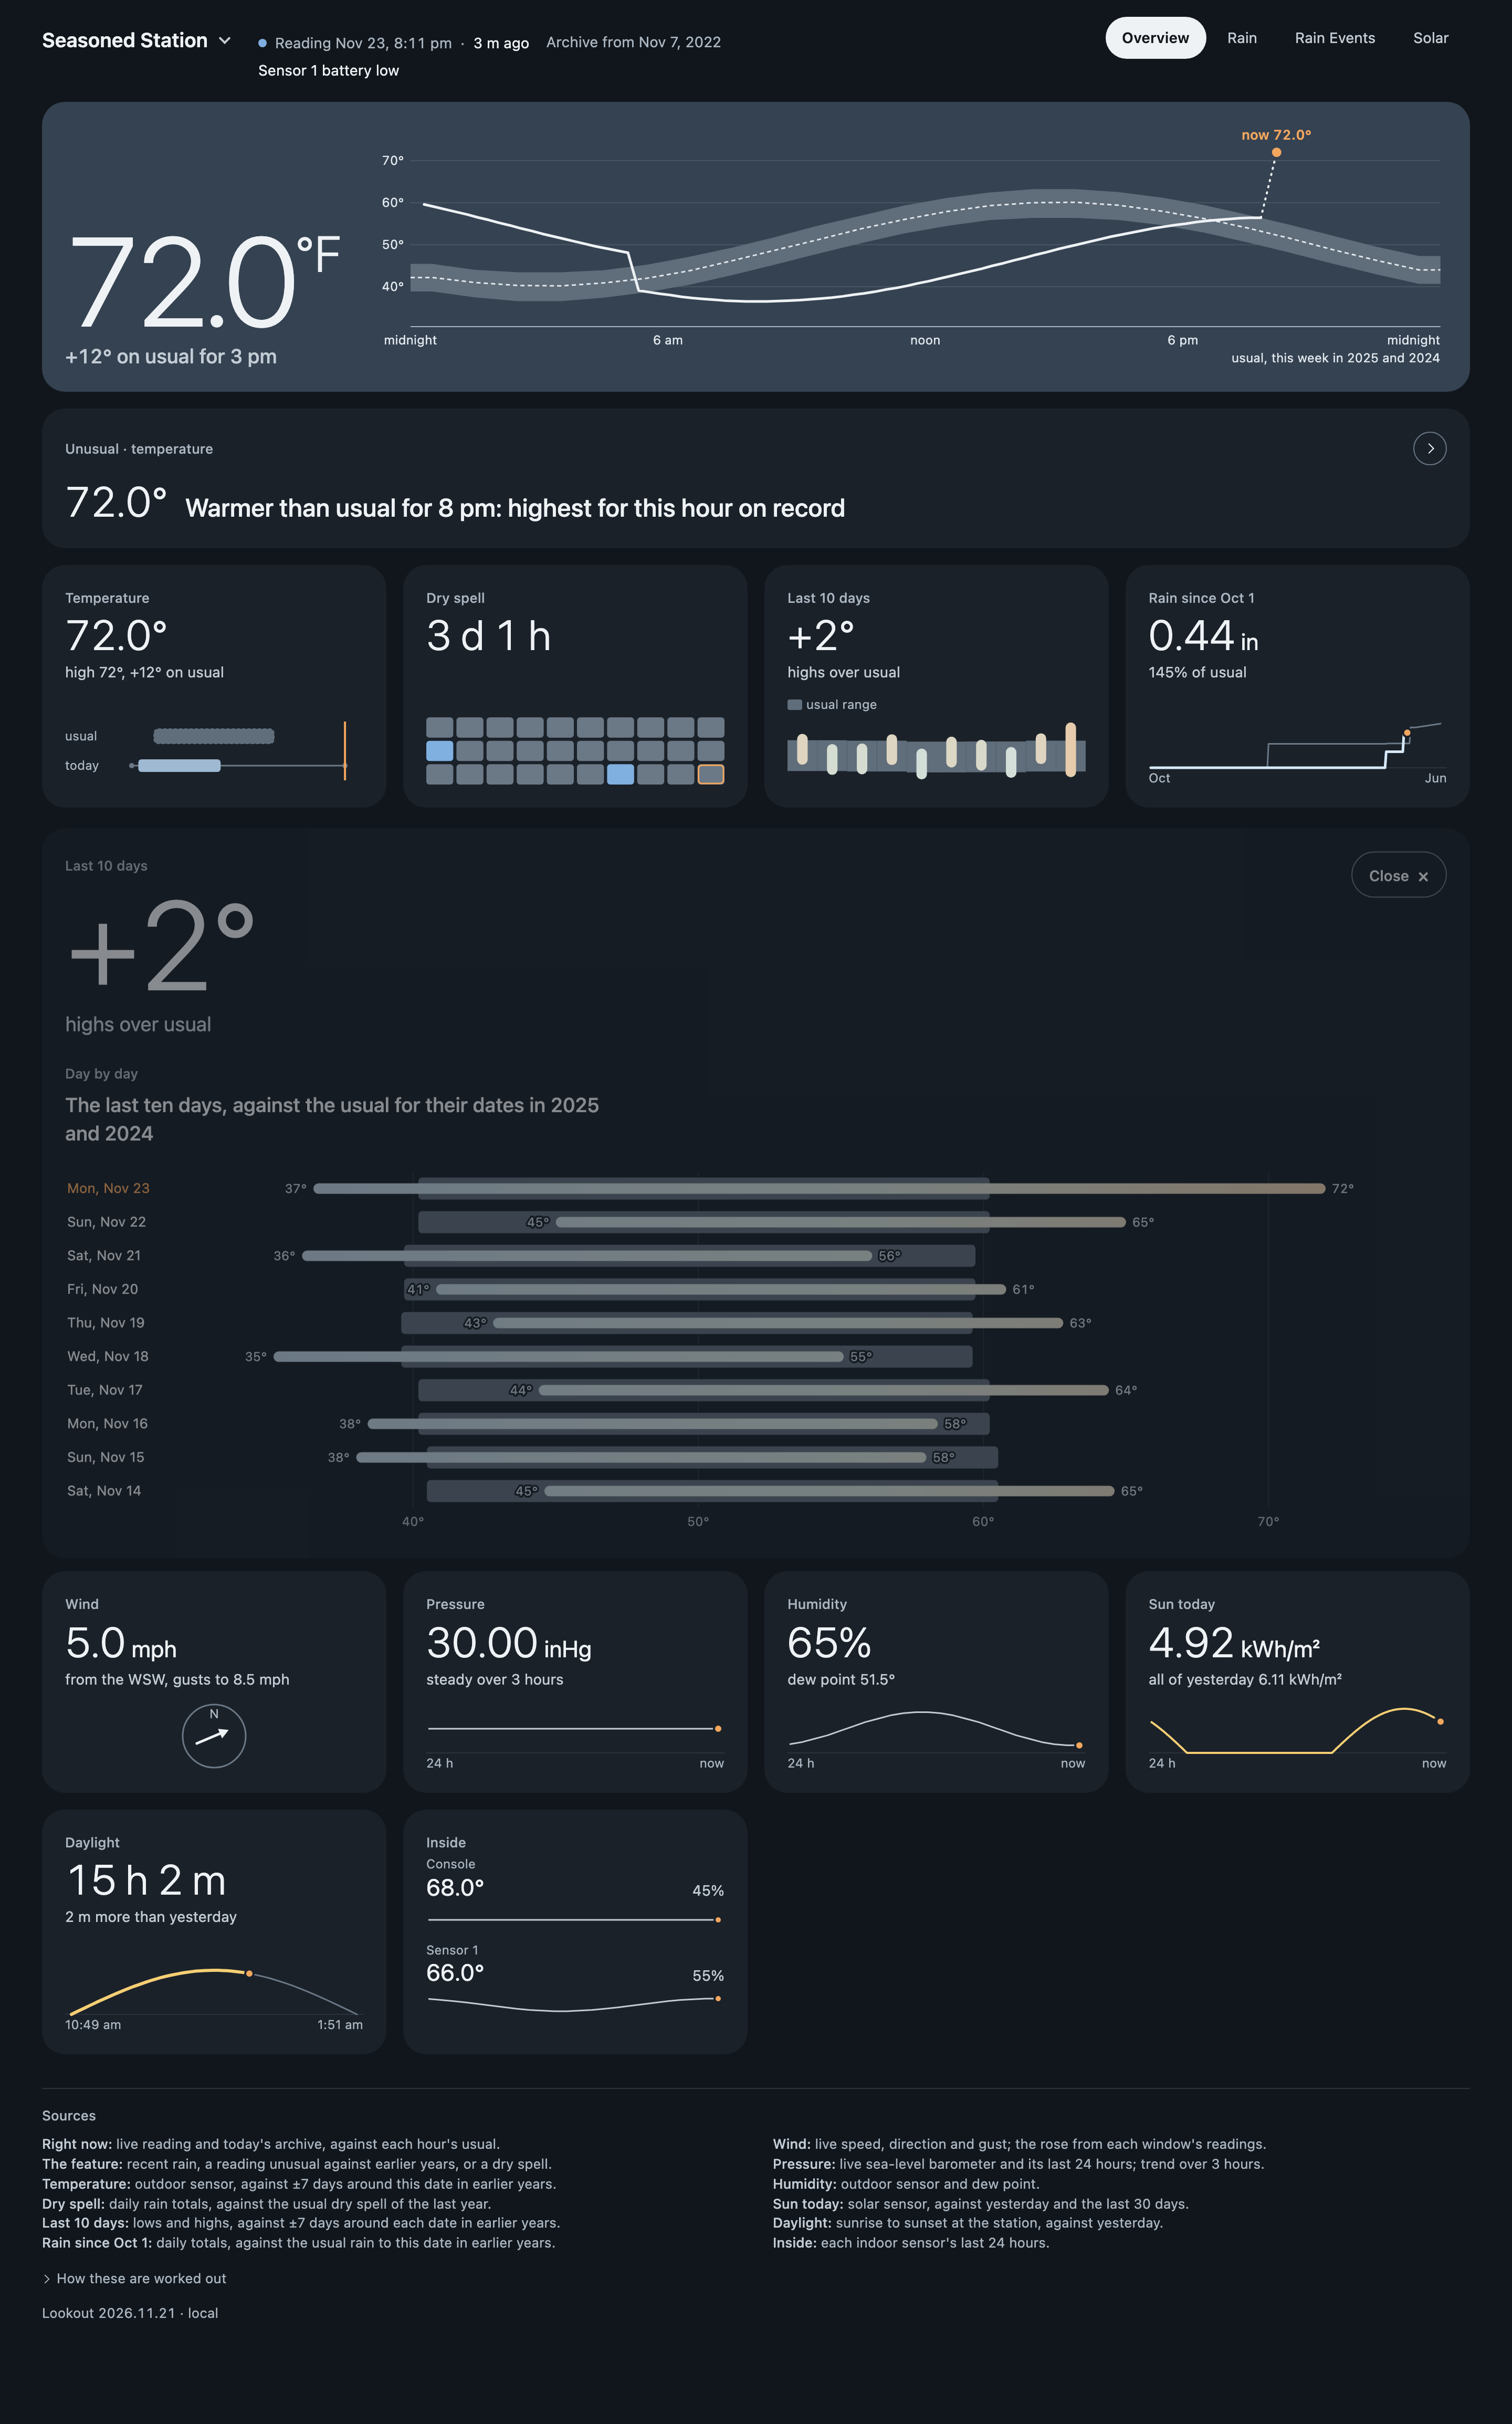 Seasoned Station
Reading Nov 23, 8:11 pm · 3 m ago
Archive from Nov 7, 2022
Sensor 1 battery low
Overview
Rain
Rain Events
Solar
now 72.0°
70°
60°
50°
40°
72.0°F
+12° on usual for 3 pm
midnight
6 am
noon
6 pm
midnight
usual, this week in 2025 and 2024
Unusual · temperature
72.0° Warmer than usual for 8 pm: highest for this hour on record
Temperature
72.0°
high 72°, +12° on usual
usual
today
Dry spell
3 d 1 h
Last 10 days
+2°
highs over usual
usual range
Rain since Oct 1
0.44 in
145% of usual
Oct
Jun
Last 10 days
Close ×
+2°
highs over usual
Day by day
The last ten days, against the usual for their dates in 2025
and 2024
Mon, Nov 23 37° 72°
Sun, Nov 22 45° 65°
Sat, Nov 21 36° 56°
Fri, Nov 20 41° 61°
Thu, Nov 19 43° 63°
Wed, Nov 18 35° 55°
Tue, Nov 17 44° 64°
Mon, Nov 16 38° 58°
Sun, Nov 15 38° 58°
Sat, Nov 14 45° 65°
40° 50° 60° 70°
Wind
5.0 mph
from the WSW, gusts to 8.5 mph
N
Pressure
30.00 inHg
steady over 3 hours
24 h
now
Humidity
65%
dew point 51.5°
24 h
now
Sun today
4.92 kWh/m²
all of yesterday 6.11 kWh/m²
24 h
now
Daylight
15 h 2 m
2 m more than yesterday
10:49 am
1:51 am
Inside
Console
68.0° 45%
Sensor 1
66.0° 55%
Sources
Right now: live reading and today's archive, against each hour's usual.
The feature: recent rain, a reading unusual against earlier years, or a dry spell.
Temperature: outdoor sensor, against ±7 days around this date in earlier years.
Dry spell: daily rain totals, against the usual dry spell of the last year.
Last 10 days: lows and highs, against ±7 days around each date in earlier years.
Rain since Oct 1: daily totals, against the usual rain to this date in earlier years.
Wind: live speed, direction and gust; the rose from each window's readings.
Pressure: live sea-level barometer and its last 24 hours; trend over 3 hours.
Humidity: outdoor sensor and dew point.
Sun today: solar sensor, against yesterday and the last 30 days.
Daylight: sunrise to sunset at the station, against yesterday.
Inside: each indoor sensor's last 24 hours.
How these are worked out
Lookout 2026.11.21 · local